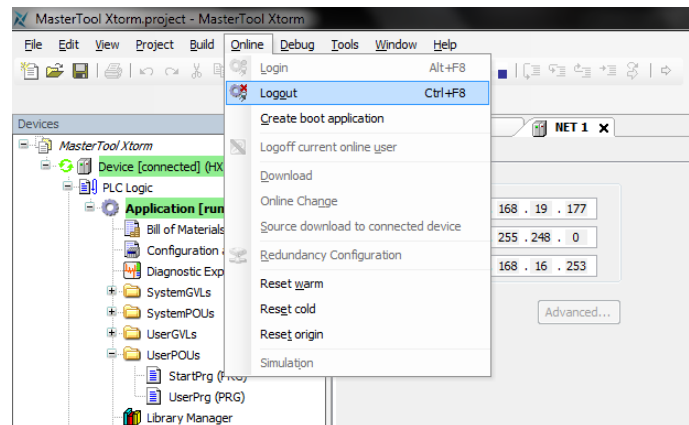 MasterTool Xtorm.project - MasterTool Xtorm
File Edit View Project Build Online Debug Tools Window Help
Login Alt+F8
Logout Ctrl+F8
Create boot application
Logoff current online user
Download
Online Change
Source download to connected device
Redundancy Configuration
Reset warm
Reset cold
Reset origin
Simulation
Devices
MasterTool Xtorm
Device [connected] (HX
PLC Logic
Application [run
Bill of Materials
Configuration
Diagnostic Exp
SystemGVLs
SystemPOUs
UserGVLs
UserPOUs
StartPrg (PRG)
UserPrg (PRG)
Library Manager
NET 1 x
168 . 19 . 177
255 . 248 . 0
168 . 16 . 253
Advanced...